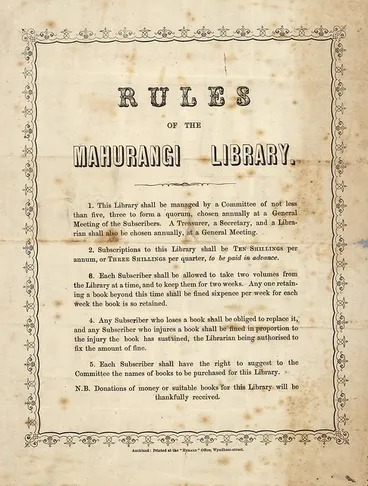 RULES
OF THE
MAHURANGI LIBRARY.
1. This Library shall be managed by a Committee of not less
than five, three to form a quorum, chosen annually at a General
Meeting of the Subscribers. A Treasurer, a Secretary, and a Libra-
rian shall also be chosen annually, at a General Meeting.
2. Subscriptions to this Library shall be TEN SHILLINGS per
annum, or THREE SHILLINGS per quarter, to be paid in advance.
3. Each Subscriber shall be allowed to take two volumes from
the Library at a time, and to keep them for two weeks. Any one retain-
ing a book beyond this time shall be fined sixpence per week for each
week the book is so retained.
4. Any Subscriber who loses a book shall be obliged to replace it,
and any Subscriber who injures a book shall be fined in proportion to
the injury the book has sustained, the Librarian being authorised to
fix the amount of fine.
5. Each Subscriber shall have the right to suggest to the
Committee the names of books to be purchased for this Library.
N.B. Donations of money or suitable books for this Library will be
thankfully received.
Auckland: Printed at the "HERALD" Office, Wyndham-street.